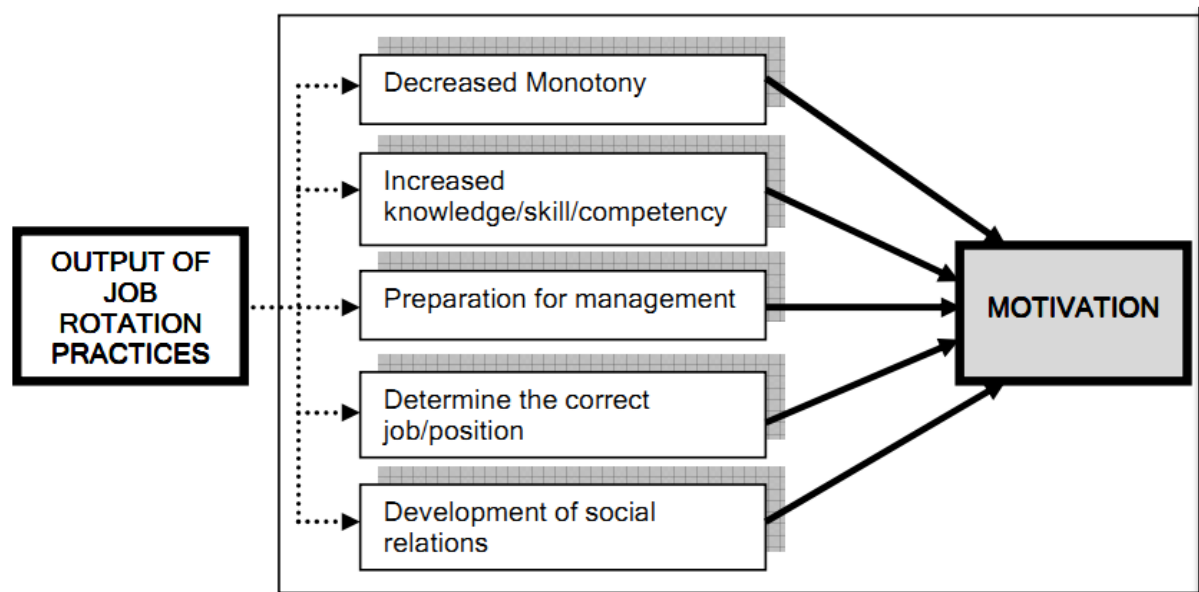 OUTPUT OF
JOB
ROTATION
PRACTICES
Decreased Monotony
Increased
knowledge/skill/competency
Preparation for management
Determine the correct
job/position
Development of social
relations
MOTIVATION